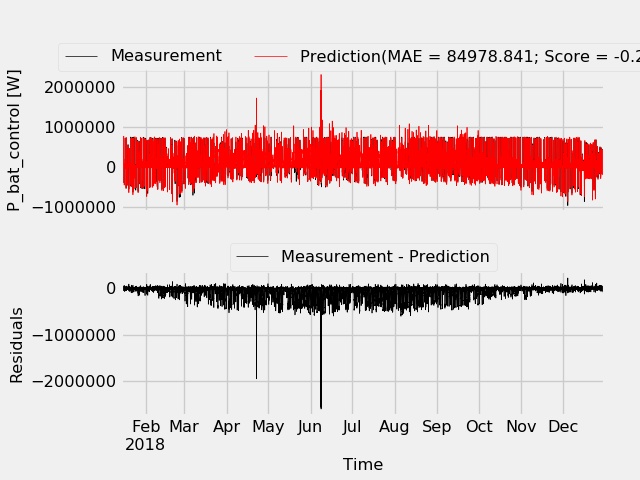 Measurement
Prediction(MAE = 84978.841; Score = -0.2
P_bat_control [W]
2000000
1000000
0
−1000000
Measurement - Prediction
Residuals
0
−1000000
−2000000
Feb Mar Apr May Jun Jul Aug Sep Oct Nov Dec
2018
Time